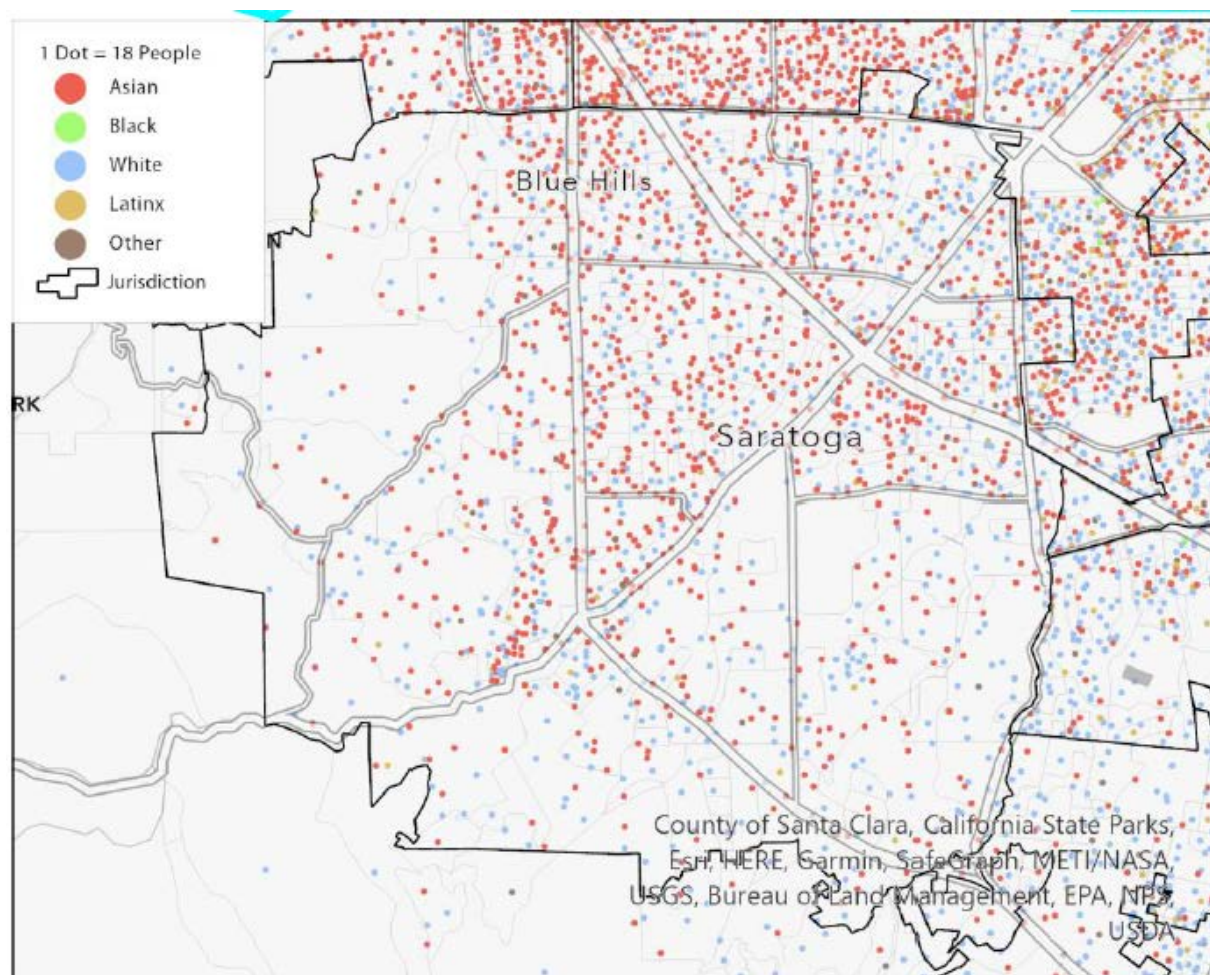 1 Dot = 18 People
Asian
Black
White
Latinx
Other
Jurisdiction
Blue Hills
RK
Saratoga
County of Santa Clara, California State Parks,
Esri, HERE, Garmin, SafeGraph, METI/NASA,
USGS, Bureau of Land Management, EPA, NPS,
USDA